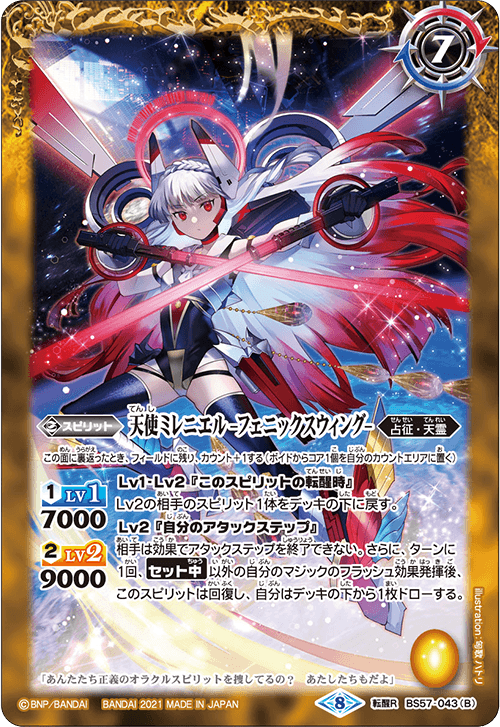 7
スピリット
天使ミレニエル-フェニックスウィング-
占征・天霊
この面に裏返ったとき、フィールドに残り、カウント+1する (ボイドからコア1個を自分のカウントエリアに置く)
1 LV1
7000
2 LV2
9000
Lv1・Lv2『このスピリットの転醒時』
Lv2の相手のスピリット1体をデッキの下に戻す。
Lv2『自分のアタックステップ』
相手は効果でアタックステップを終了できない。さらに、ターンに
1回、セット中 以外の自分のマジックのフラッシュ効果発揮後、
このスピリットは回復し、自分はデッキの下から1枚ドローする。
「あんたたち正義のオラクルスピリットを捜してるの? あたしたちもだよ」
illustration:
©BNP/BANDAI BANDAI 2021 MADE IN JAPAN
8
転醒R
BS57-043(B)